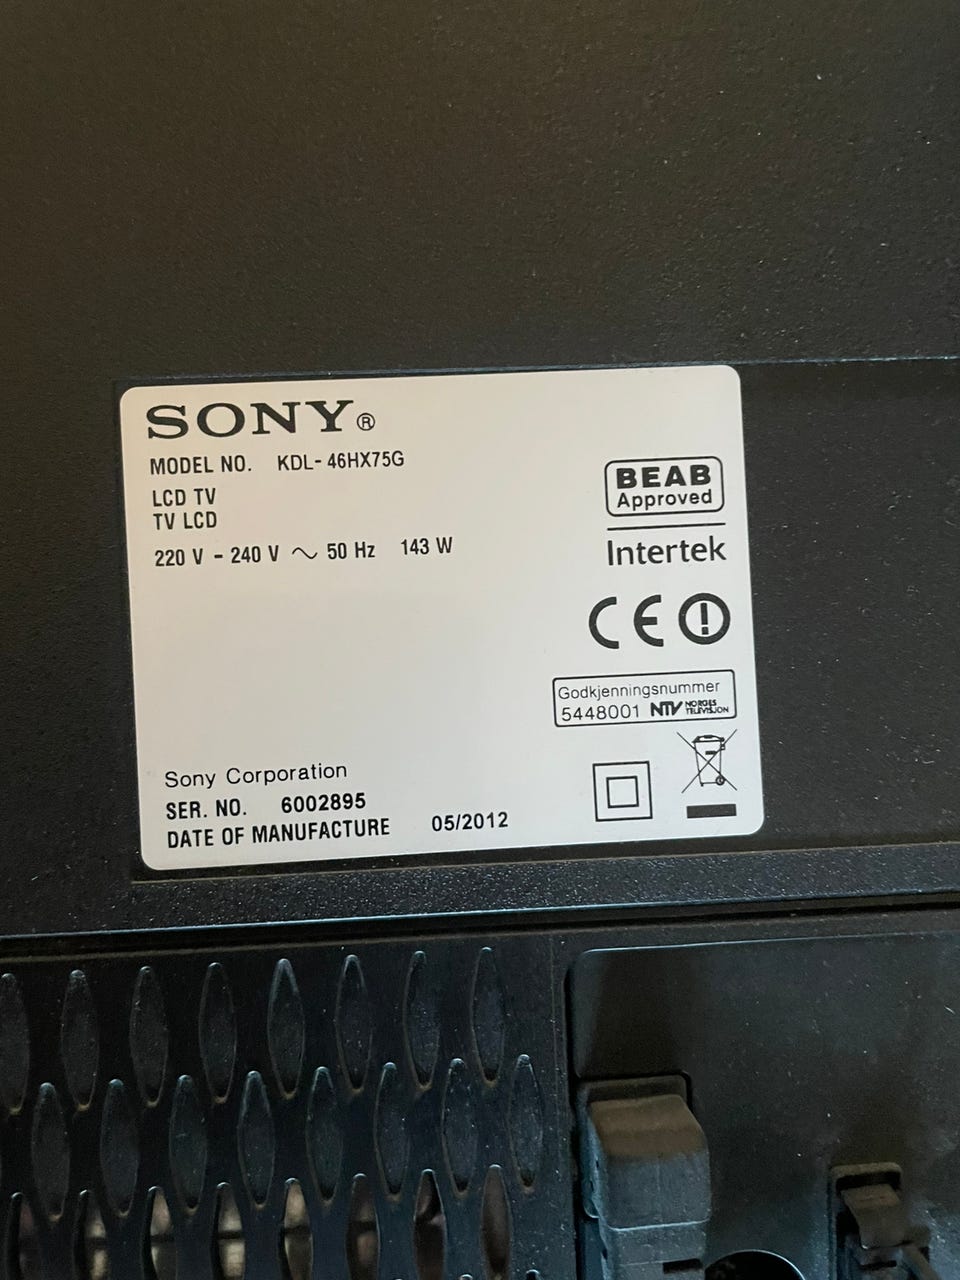 SONY®
MODEL NO. KDL-46HX75G
LCD TV
TV LCD
220 V - 240 V ~ 50 Hz 143 W
BEAB
Approved
Intertek
CE
Godkjenningsnummer
5448001 NTV NORGES TELEVISJON
Sony Corporation
SER. NO. 6002895
DATE OF MANUFACTURE 05/2012